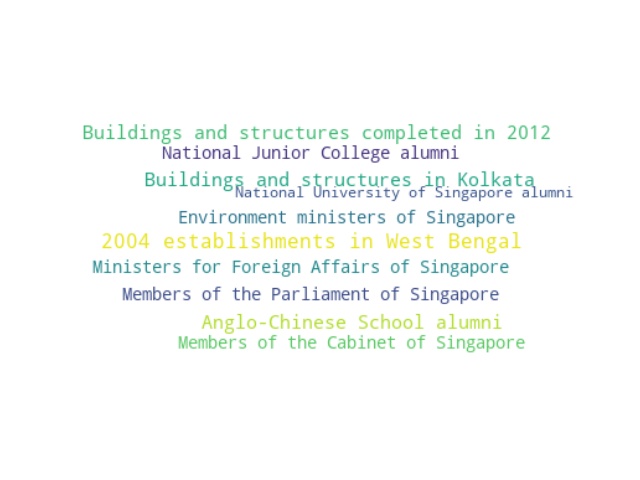 Buildings and structures completed in 2012
National Junior College alumni
Buildings and structures in Kolkata
National University of Singapore alumni
Environment ministers of Singapore
2004 establishments in West Bengal
Ministers for Foreign Affairs of Singapore
Members of the Parliament of Singapore
Anglo-Chinese School alumni
Members of the Cabinet of Singapore